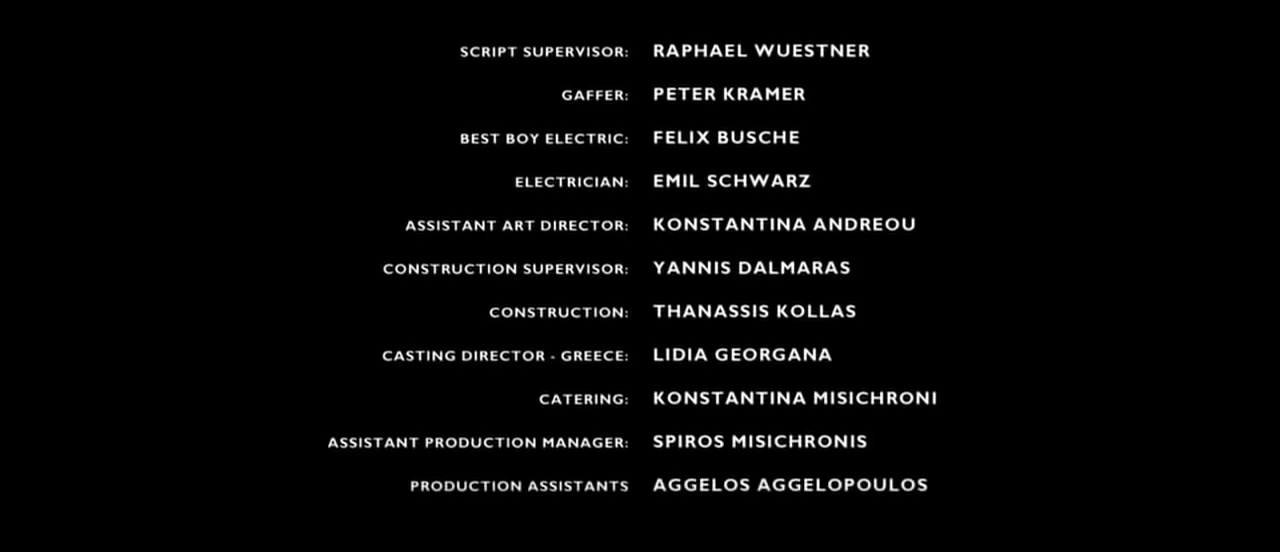 SCRIPT SUPERVISOR: RAPHAEL WUESTNER
GAFFER: PETER KRAMER
BEST BOY ELECTRIC: FELIX BUSCHE
ELECTRICIAN: EMIL SCHWARZ
ASSISTANT ART DIRECTOR: KONSTANTINA ANDREOU
CONSTRUCTION SUPERVISOR: YANNIS DALMARAS
CONSTRUCTION: THANASSIS KOLLAS
CASTING DIRECTOR - GREECE: LIDIA GEORGANA
CATERING: KONSTANTINA MISICHRONI
ASSISTANT PRODUCTION MANAGER: SPIROS MISICHRONIS
PRODUCTION ASSISTANTS AGGELOS AGGELOPOULOS